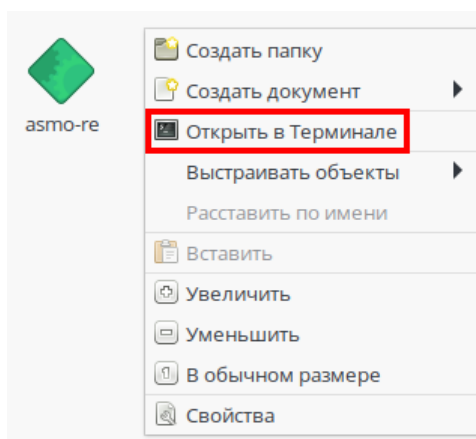 asmo-re
Создать папку
Создать документ
Открыть в Терминале
Выстраивать объекты
Расставить по имени
Вставить
Увеличить
Уменьшить
В обычном размере
Свойства